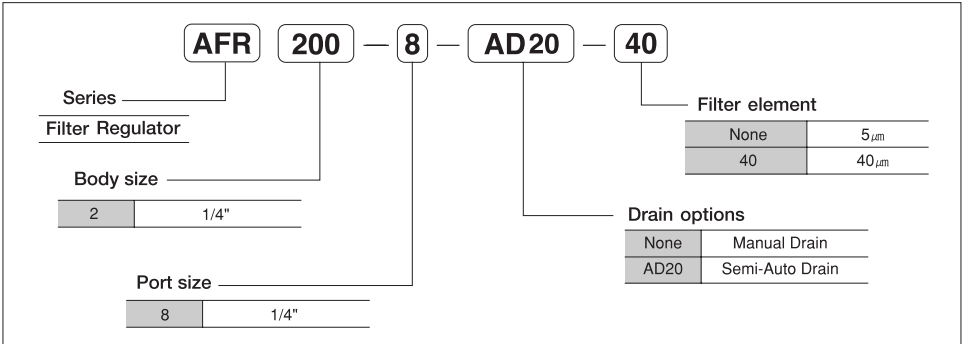 AFR 200 — 8 — AD20 — 40
Series
Filter Regulator
Body size
2 1/4"
Port size
8 1/4"
Filter element
None 5㎛
40 40㎛
Drain options
None Manual Drain
AD20 Semi-Auto Drain